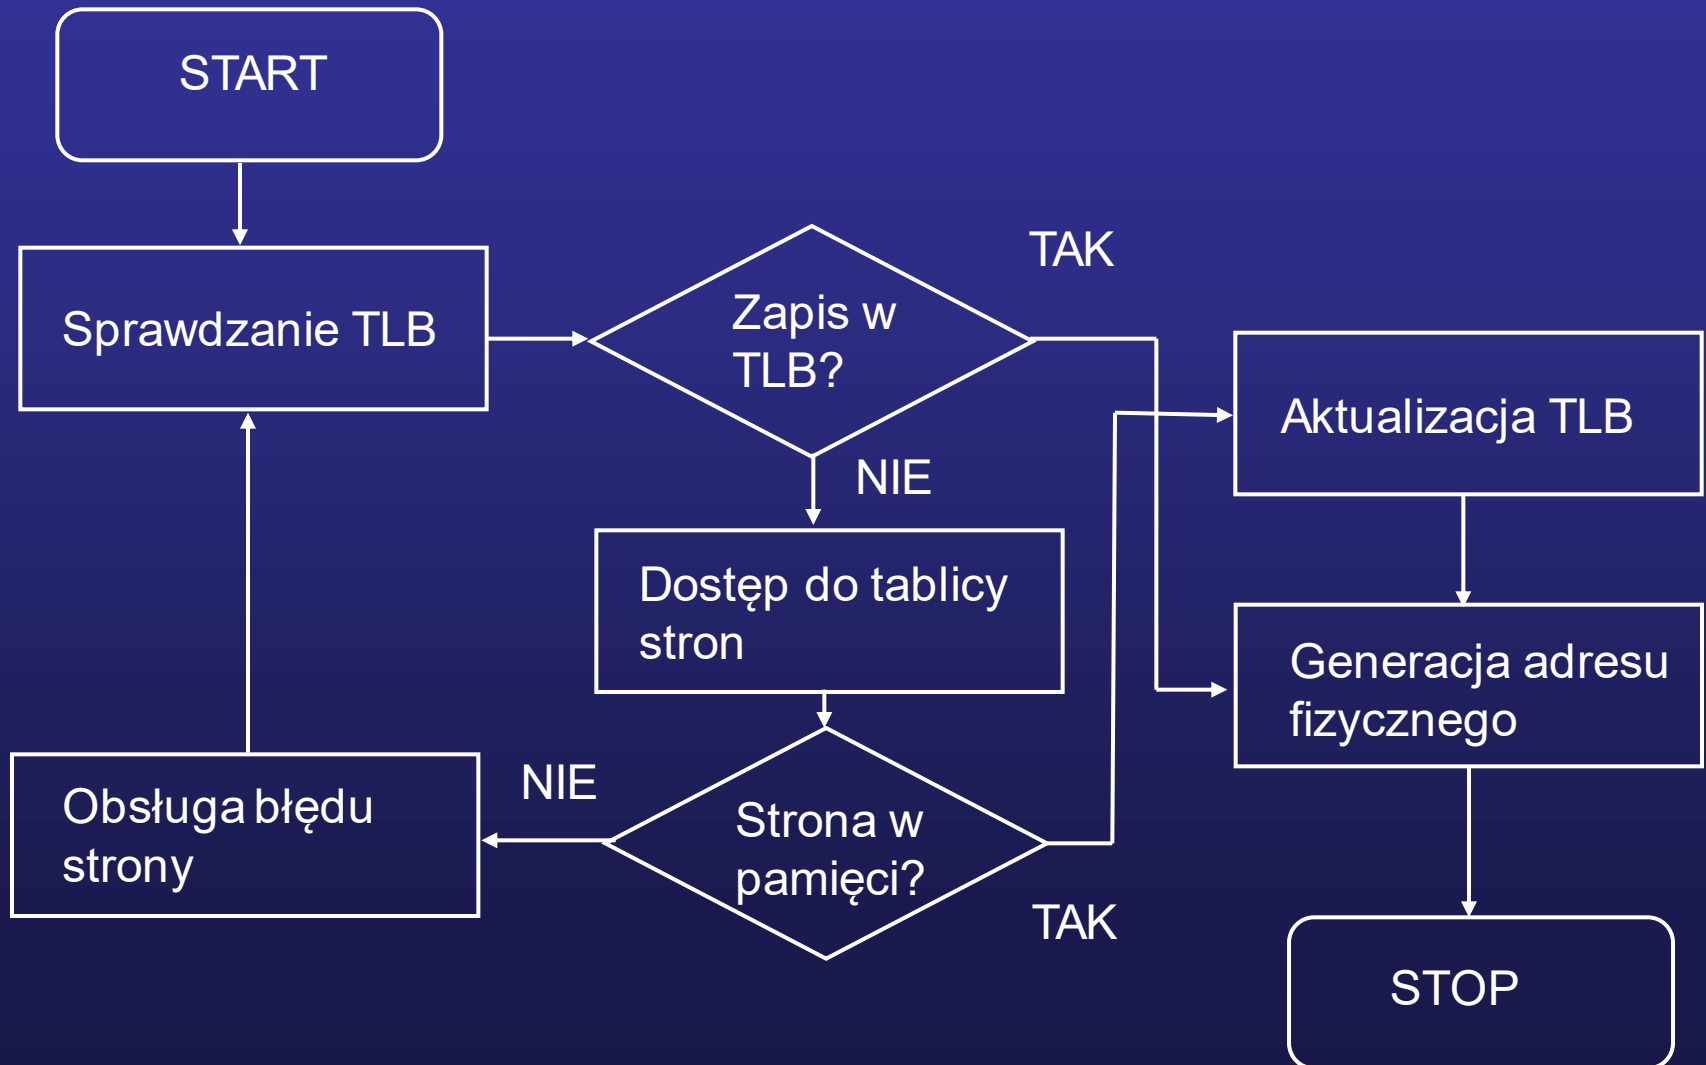 START
Sprawdzanie TLB
Zapis w
TLB?
TAK
NIE
Aktualizacja TLB
Dostęp do tablicy
stron
Generacja adresu
fizycznego
Obsługa błędu
strony
NIE
Strona w
pamięci?
TAK
STOP